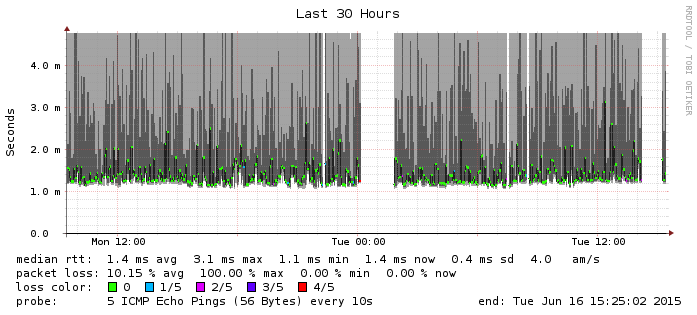 Last 30 Hours
RRDTOOL / TOBI OETIKER
Seconds
4.0 m
3.0 m
2.0 m
1.0 m
0.0
Mon 12:00 Tue 00:00 Tue 12:00
median rtt: 1.4 ms avg 3.1 ms max 1.1 ms min 1.4 ms now 0.4 ms sd 4.0 am/s
packet loss: 10.15 % avg 100.00 % max 0.00 % min 0.00 % now
loss color: 0 1/5 2/5 3/5 4/5
probe: 5 ICMP Echo Pings (56 Bytes) every 10s end: Tue Jun 16 15:25:02 2015